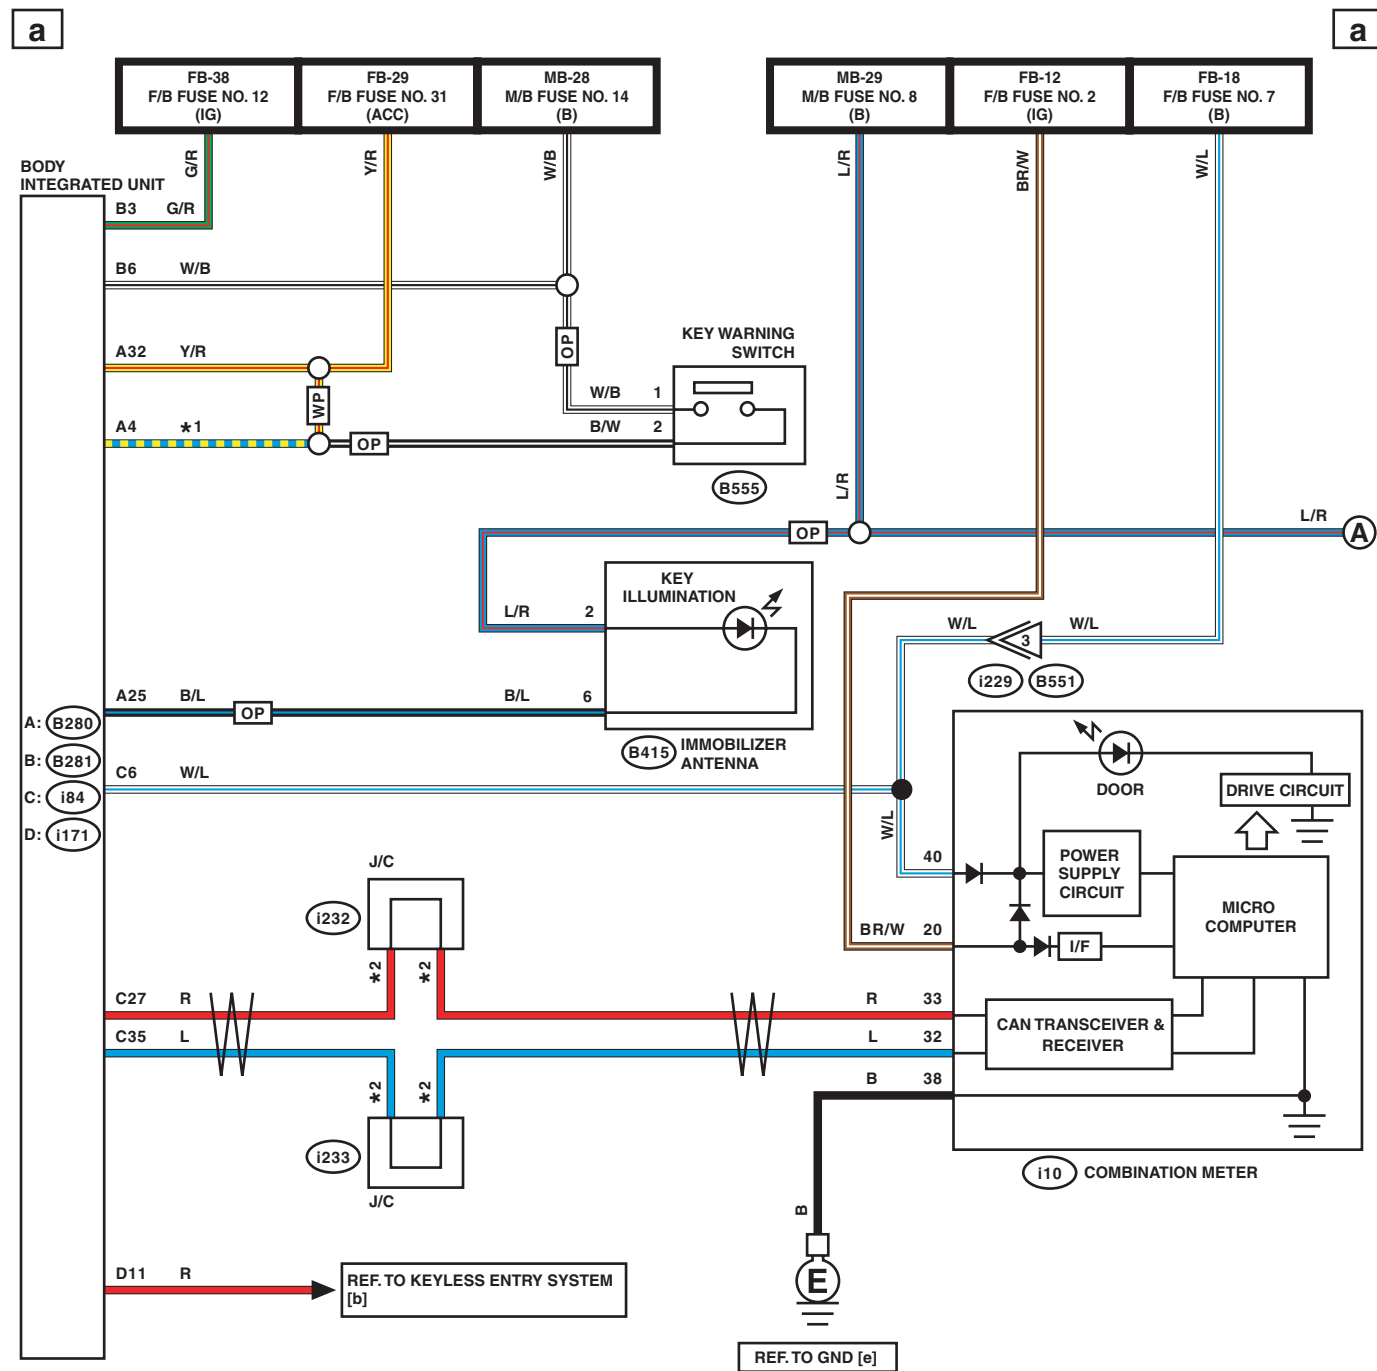 a
a
FB-38
F/B FUSE NO. 12
(IG)
FB-29
F/B FUSE NO. 31
(ACC)
MB-28
M/B FUSE NO. 14
(B)
MB-29
M/B FUSE NO. 8
(B)
FB-12
F/B FUSE NO. 2
(IG)
FB-18
F/B FUSE NO. 7
(B)
G/R
Y/R
W/B
L/R
BR/W
W/L
BODY
INTEGRATED UNIT
B3 G/R
B6 W/B
OP
KEY WARNING
SWITCH
A32 Y/R
WP
W/B 1
A4 *1
OP
B/W 2
B555
L/R
OP
L/R
A
KEY
ILLUMINATION
L/R 2
W/L
3
W/L
i229
B551
A25 B/L
OP
B/L 6
A: B280
B415
IMMOBILIZER
ANTENNA
B: B281
C6 W/L
C: i84
D: i171
W/L
DOOR
DRIVE CIRCUIT
40
POWER
SUPPLY
CIRCUIT
MICRO
COMPUTER
BR/W 20
I/F
J/C
i232
*2
*2
C27 R
R 33
C35 L
L 32
CAN TRANSCEIVER &
RECEIVER
*2
*2
B 38
i233
J/C
i10 COMBINATION METER
B
E
D11 R
REF. TO KEYLESS ENTRY SYSTEM
[b]
REF. TO GND [e]